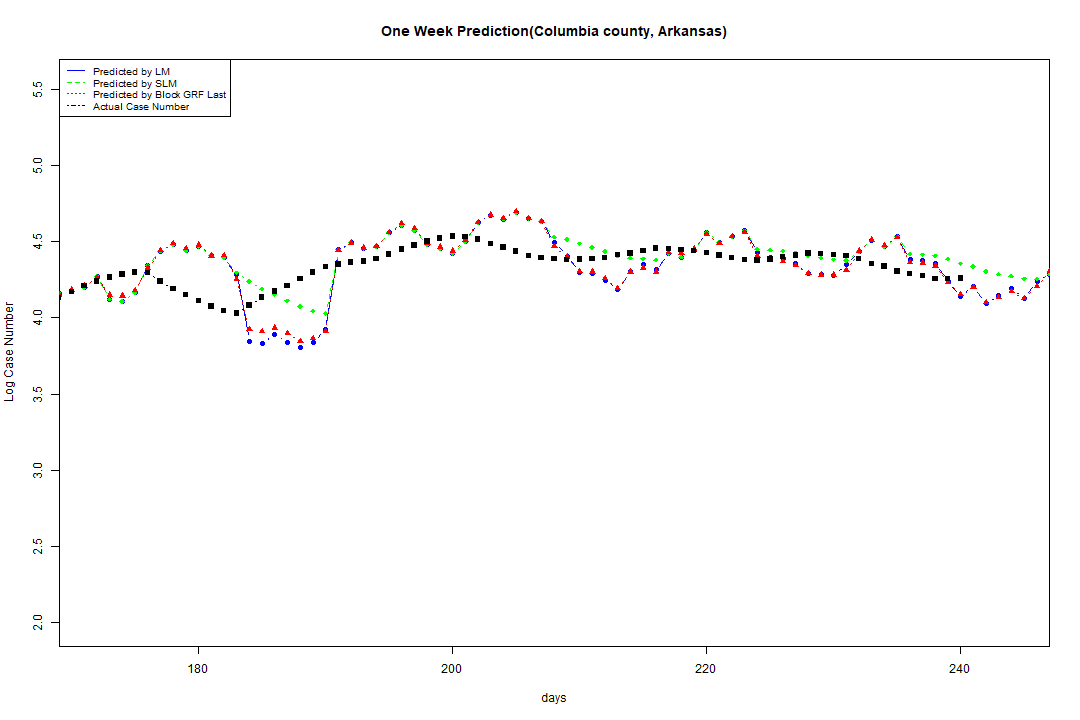 One Week Prediction(Columbia county, Arkansas)
Predicted by LM
Predicted by SLM
Predicted by Block GRF Last
Actual Case Number
5.5
5.0
4.5
4.0
3.5
3.0
2.5
2.0
Log Case Number
180 200 220 240
days